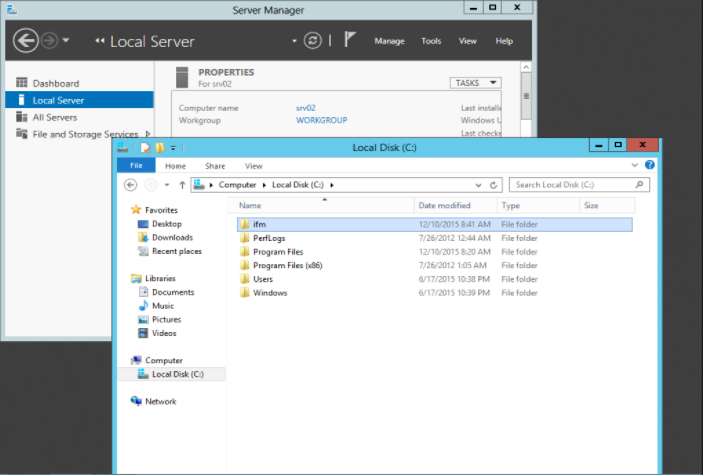 Server Manager
Local Server
Manage Tools View Help
Dashboard
Local Server
All Servers
File and Storage Services
PROPERTIES
For srv02
TASKS
Computer name srv02 Last installe
Workgroup WORKGROUP Windows U
Last checke
Local Disk (C:)
File Home Share View
Computer Local Disk (C:) Search Local Disk (C:)
Favorites
Desktop
Downloads
Recent places
Libraries
Documents
Music
Pictures
Videos
Computer
Local Disk (C:)
Network
Name Date modified Type Size
ifm 12/10/2015 8:41 AM File folder
PerfLogs 7/26/2012 12:44 AM File folder
Program Files 12/10/2015 8:20 AM File folder
Program Files (x86) 7/26/2012 1:05 AM File folder
Users 6/17/2015 10:38 PM File folder
Windows 6/17/2015 10:39 PM File folder